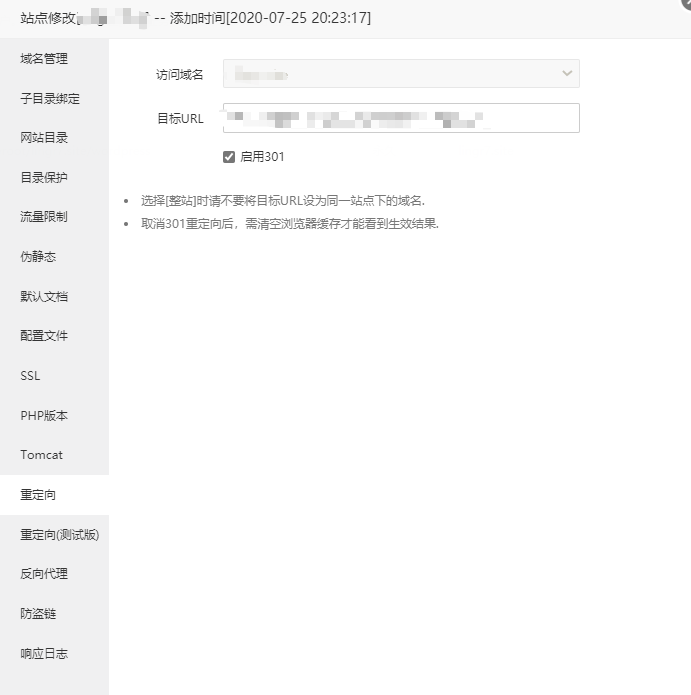 站点修改[ ] -- 添加时间[2020-07-25 20:23:17]
域名管理
子目录绑定
网站目录
目录保护
流量限制
伪静态
默认文档
配置文件
SSL
PHP版本
Tomcat
重定向
重定向(测试版)
反向代理
防盗链
响应日志
访问域名
目标URL
启用301
选择[整站]时请不要将目标URL设为同一站点下的域名.
取消301重定向后，需清空浏览器缓存才能看到生效结果.